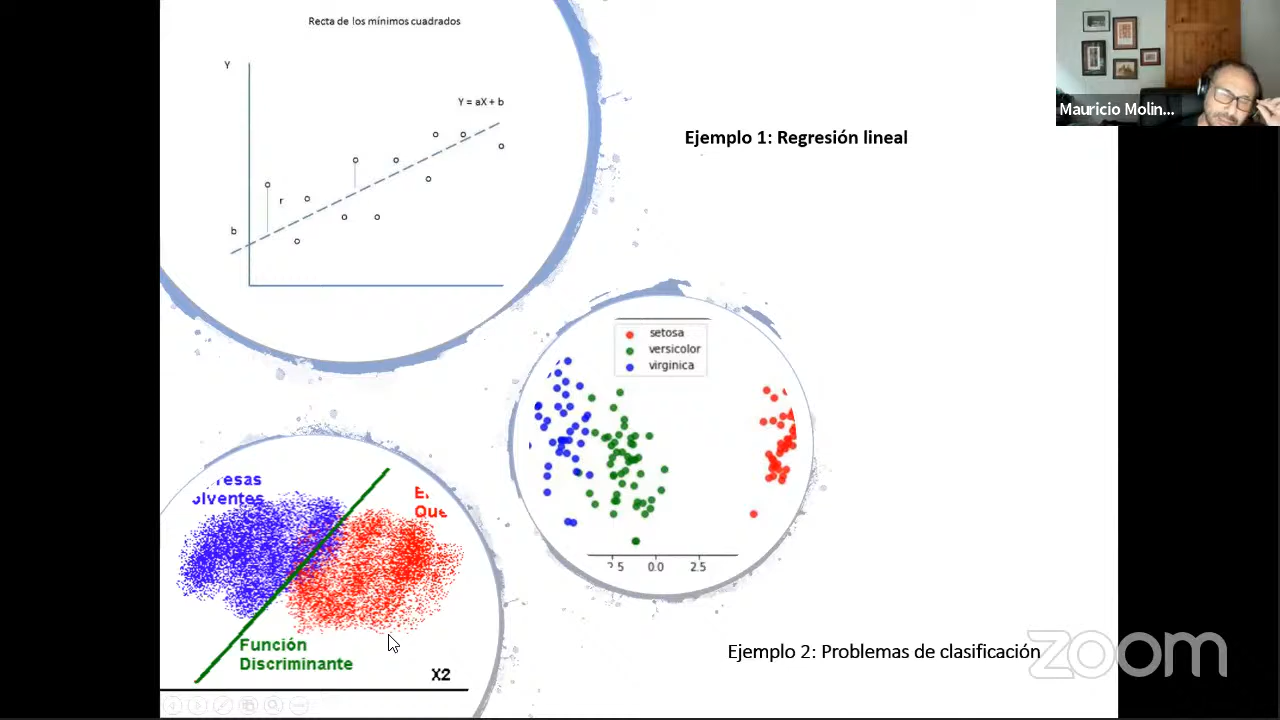 Recta de los mínimos cuadrados
Y
Y = aX + b
r
b
Mauricio Molin...
Ejemplo 1: Regresión lineal
setosa
versicolor
virginica
0.0
2.5
Función
Discriminante
X2
Ejemplo 2: Problemas de clasificación
zoom